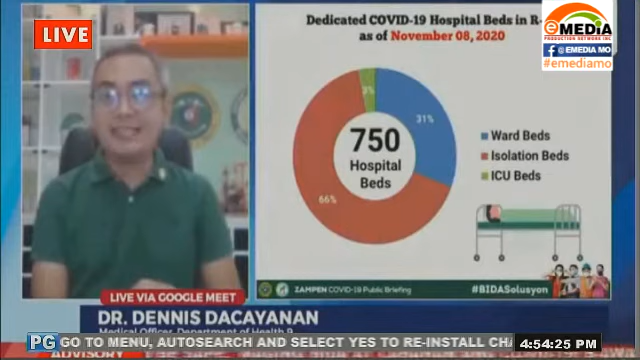 LIVE
Dedicated COVID-19 Hospital Beds in R-
as of November 08, 2020
eMEDIA
PRODUCTION NETWORK INC
f @EMEDIA MO
#emediamo
3%
31%
66%
750
Hospital
Beds
Ward Beds
Isolation Beds
ICU Beds
ZAMPEN COVID-19 Public Briefing
#BIDASolusyon
LIVE VIA GOOGLE MEET
DR. DENNIS DACAYANAN
Medical Officer, Department of Health 9
PG GO TO MENU, AUTOSEARCH AND SELECT YES TO RE-INSTALL CHA
4:54:25 PM
ADVISORY